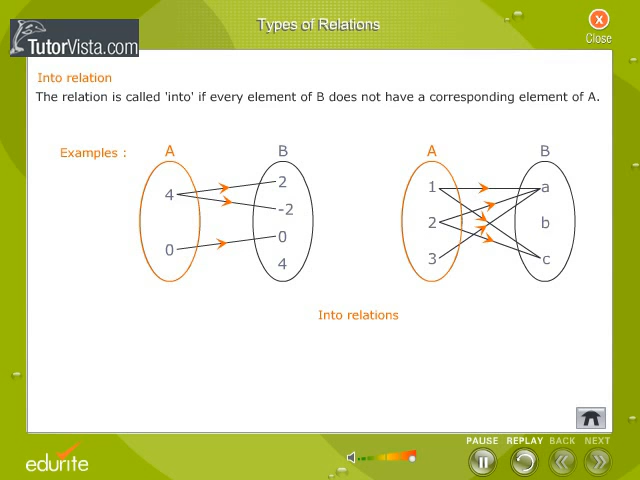 Types of Relations
X
Close
TutorVista.com
Into relation
The relation is called 'into' if every element of B does not have a corresponding element of A.
Examples :
A B A B
4 2 1 a
-2 2 b
0 0 3 c
4
Into relations
PAUSE REPLAY BACK NEXT
edurite